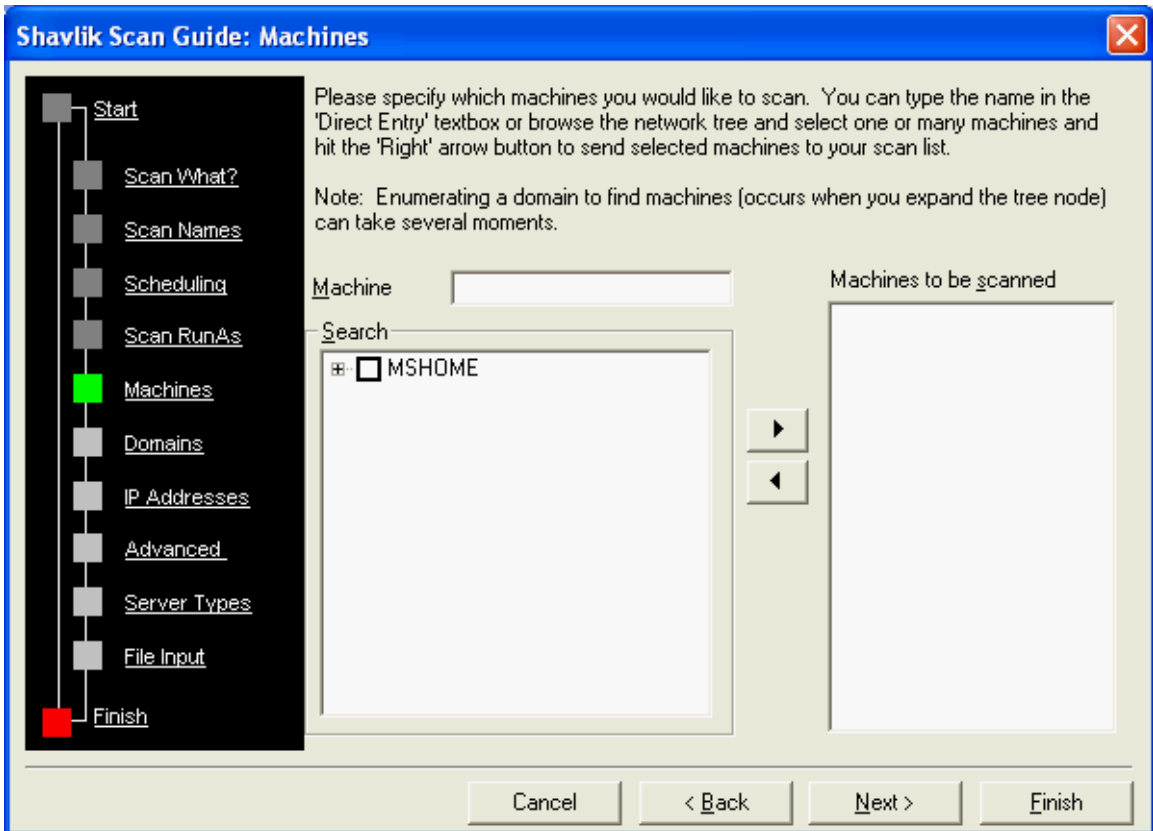 Shavlik Scan Guide: Machines
Start
Scan What?
Scan Names
Scheduling
Scan RunAs
Machines
Domains
IP Addresses
Advanced
Server Types
File Input
Finish
Please specify which machines you would like to scan. You can type the name in the
'Direct Entry' textbox or browse the network tree and select one or many machines and
hit the 'Right' arrow button to send selected machines to your scan list.
Note: Enumerating a domain to find machines (occurs when you expand the tree node)
can take several moments.
Machine
Search
MSHOME
Machines to be scanned
Cancel
< Back
Next >
Finish